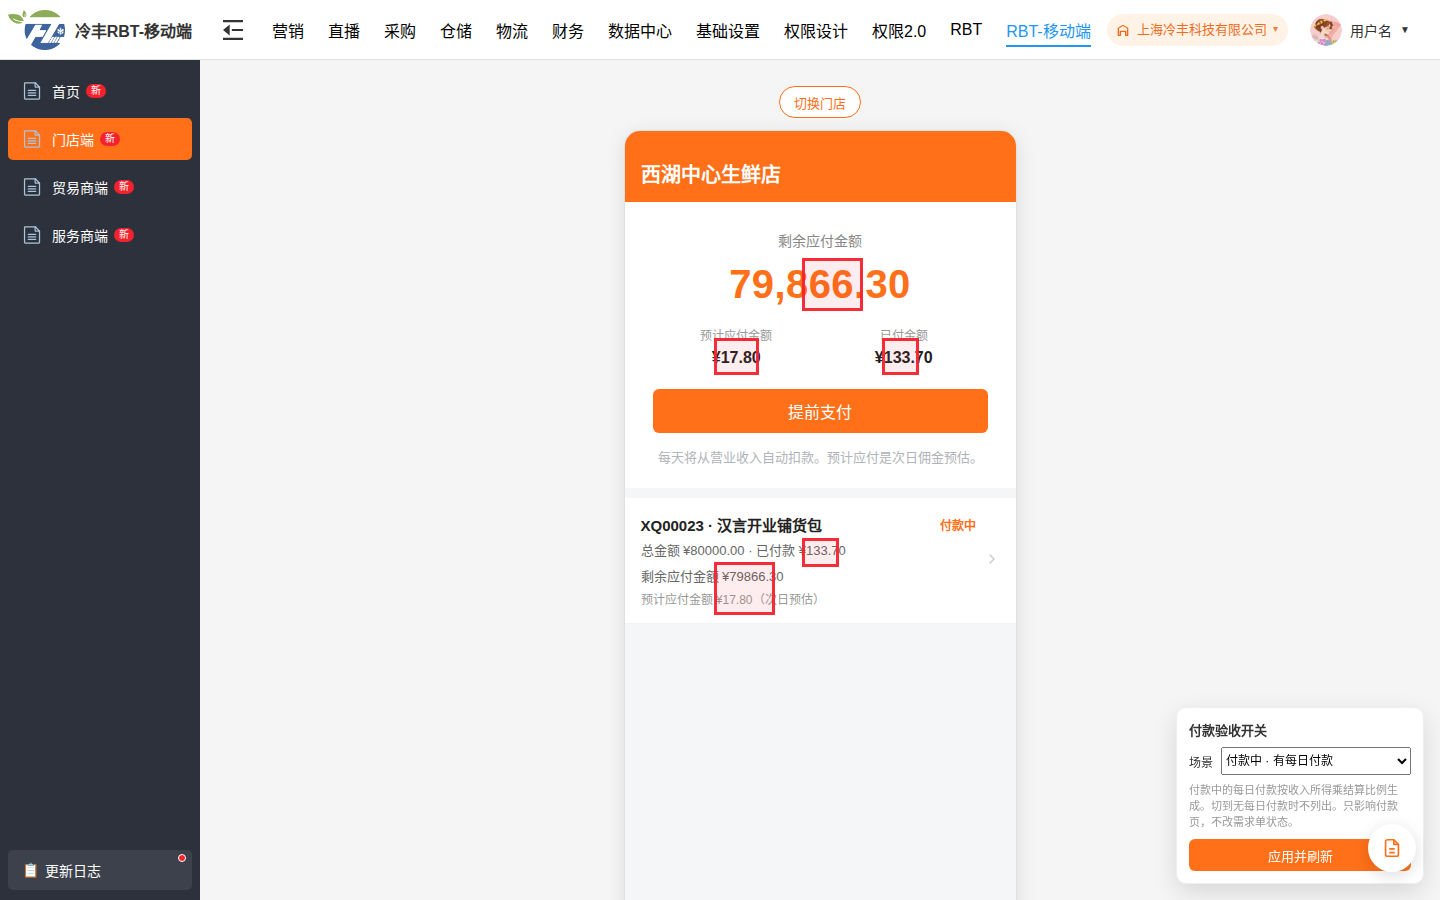 冷丰RBT-移动端
营销 直播 采购 仓储 物流 财务 数据中心 基础设置 权限设计 权限2.0 RBT RBT-移动端
上海冷丰科技有限公司
用户名
首页 新
门店端 新
贸易商端 新
服务商端 新
更新日志
切换门店
西湖中心生鲜店
剩余应付金额
79,866.30
预计应付金额 已付金额
¥17.80 ¥133.70
提前支付
每天将从营业收入自动扣款。预计应付是次日佣金预估。
XQ00023 · 汉言开业铺货包 付款中
总金额 ¥80000.00 · 已付款 ¥133.70
剩余应付金额 ¥79866.30
预计应付金额 ¥17.80（次日预估）
付款验收开关
场景 付款中 · 有每日付款
付款中的每日付款按收入所得乘结算比例生
成。切到无每日付款时不列出。只影响付款
页，不改需求单状态。
应用并刷新